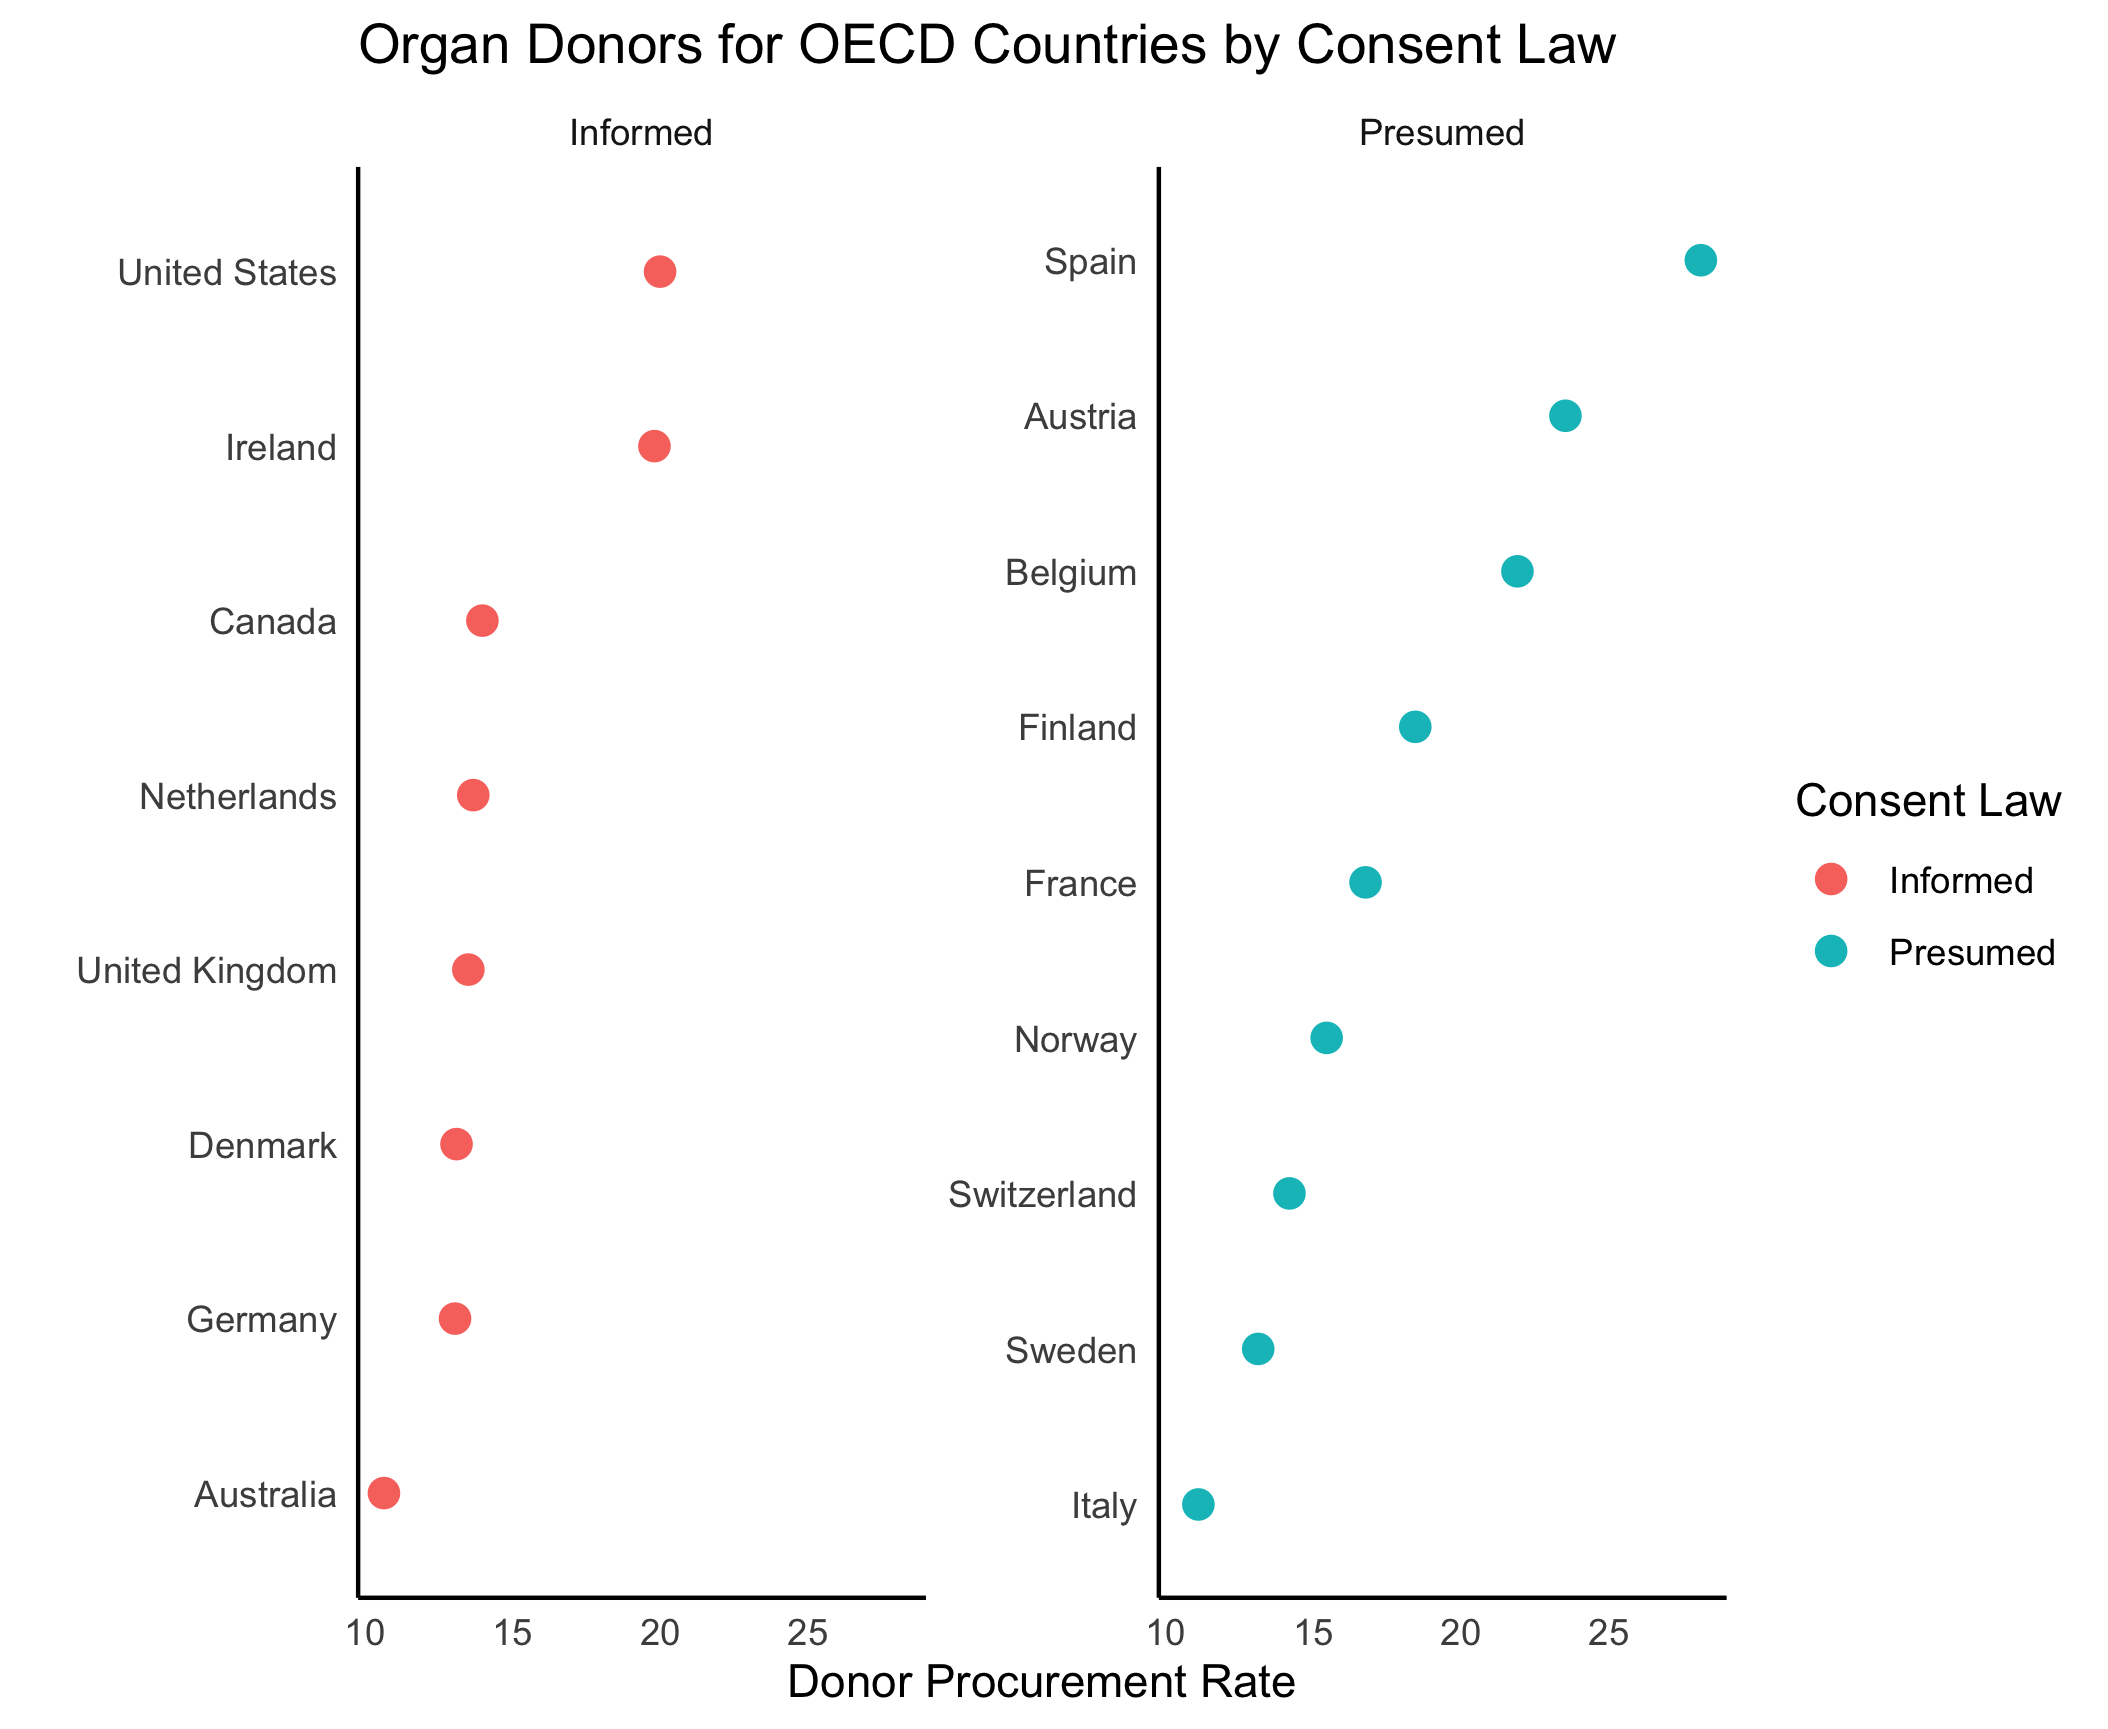 Organ Donors for OECD Countries by Consent Law
Informed
United States
Ireland
Canada
Netherlands
United Kingdom
Denmark
Germany
Australia
10 15 20 25
Presumed
Spain
Austria
Belgium
Finland
France
Norway
Switzerland
Sweden
Italy
10 15 20 25
Donor Procurement Rate
Consent Law
Informed
Presumed